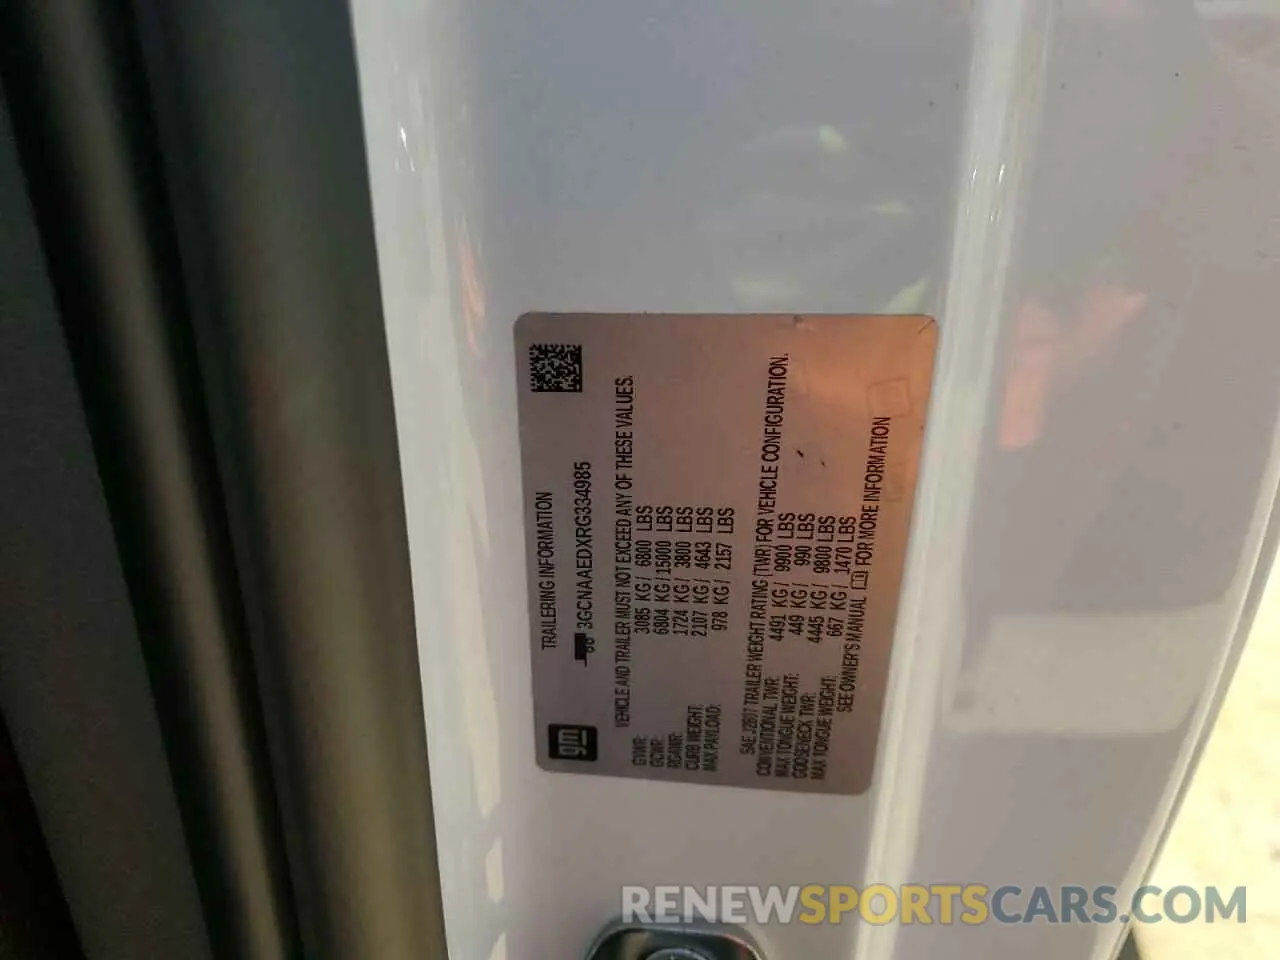 TRAILERING INFORMATION
3GCNAAEDXRG334985
gm
VEHICLE AND TRAILER MUST NOT EXCEED ANY OF THESE VALUES.
GVWR: 3085 KG / 6800 LBS
GCWR: 6804 KG / 15000 LBS
RGAWR: 1724 KG / 3800 LBS
CURB WEIGHT: 2107 KG / 4643 LBS
MAX PAYLOAD: 978 KG / 2157 LBS
SAE J2807 TRAILER WEIGHT RATING (TWR) FOR VEHICLE CONFIGURATION.
CONVENTIONAL TWR: 4491 KG / 9900 LBS
MAX TONGUE WEIGHT: 449 KG / 990 LBS
GOOSENECK TWR: 4445 KG / 9800 LBS
MAX TONGUE WEIGHT: 667 KG / 1470 LBS
SEE OWNER'S MANUAL FOR MORE INFORMATION
RENEWSPORTSCARS.COM